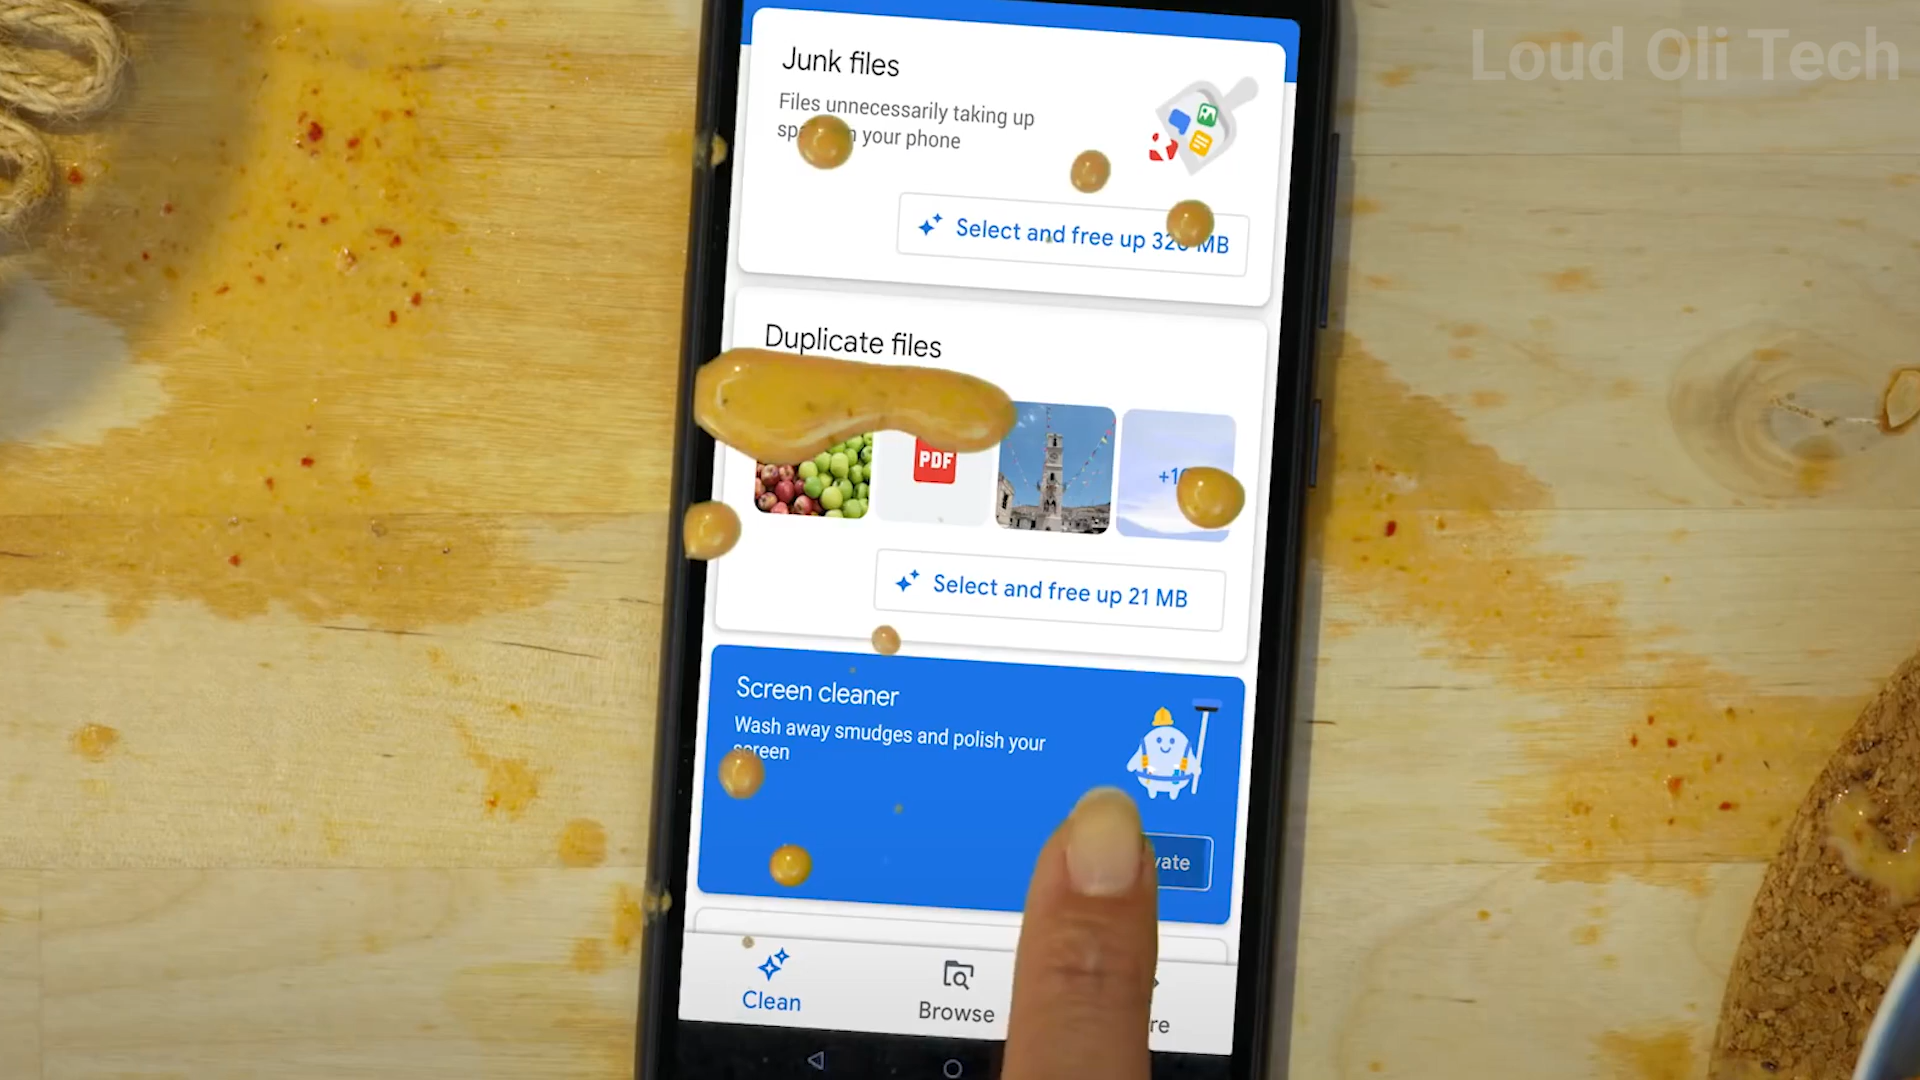 Loud Oli Tech
Junk files
Files unnecessarily taking up
your phone
Select and free up MB
Duplicate files
PDF
Select and free up 21 MB
Screen cleaner
Wash away smudges and polish your
screen
Clean
Browse